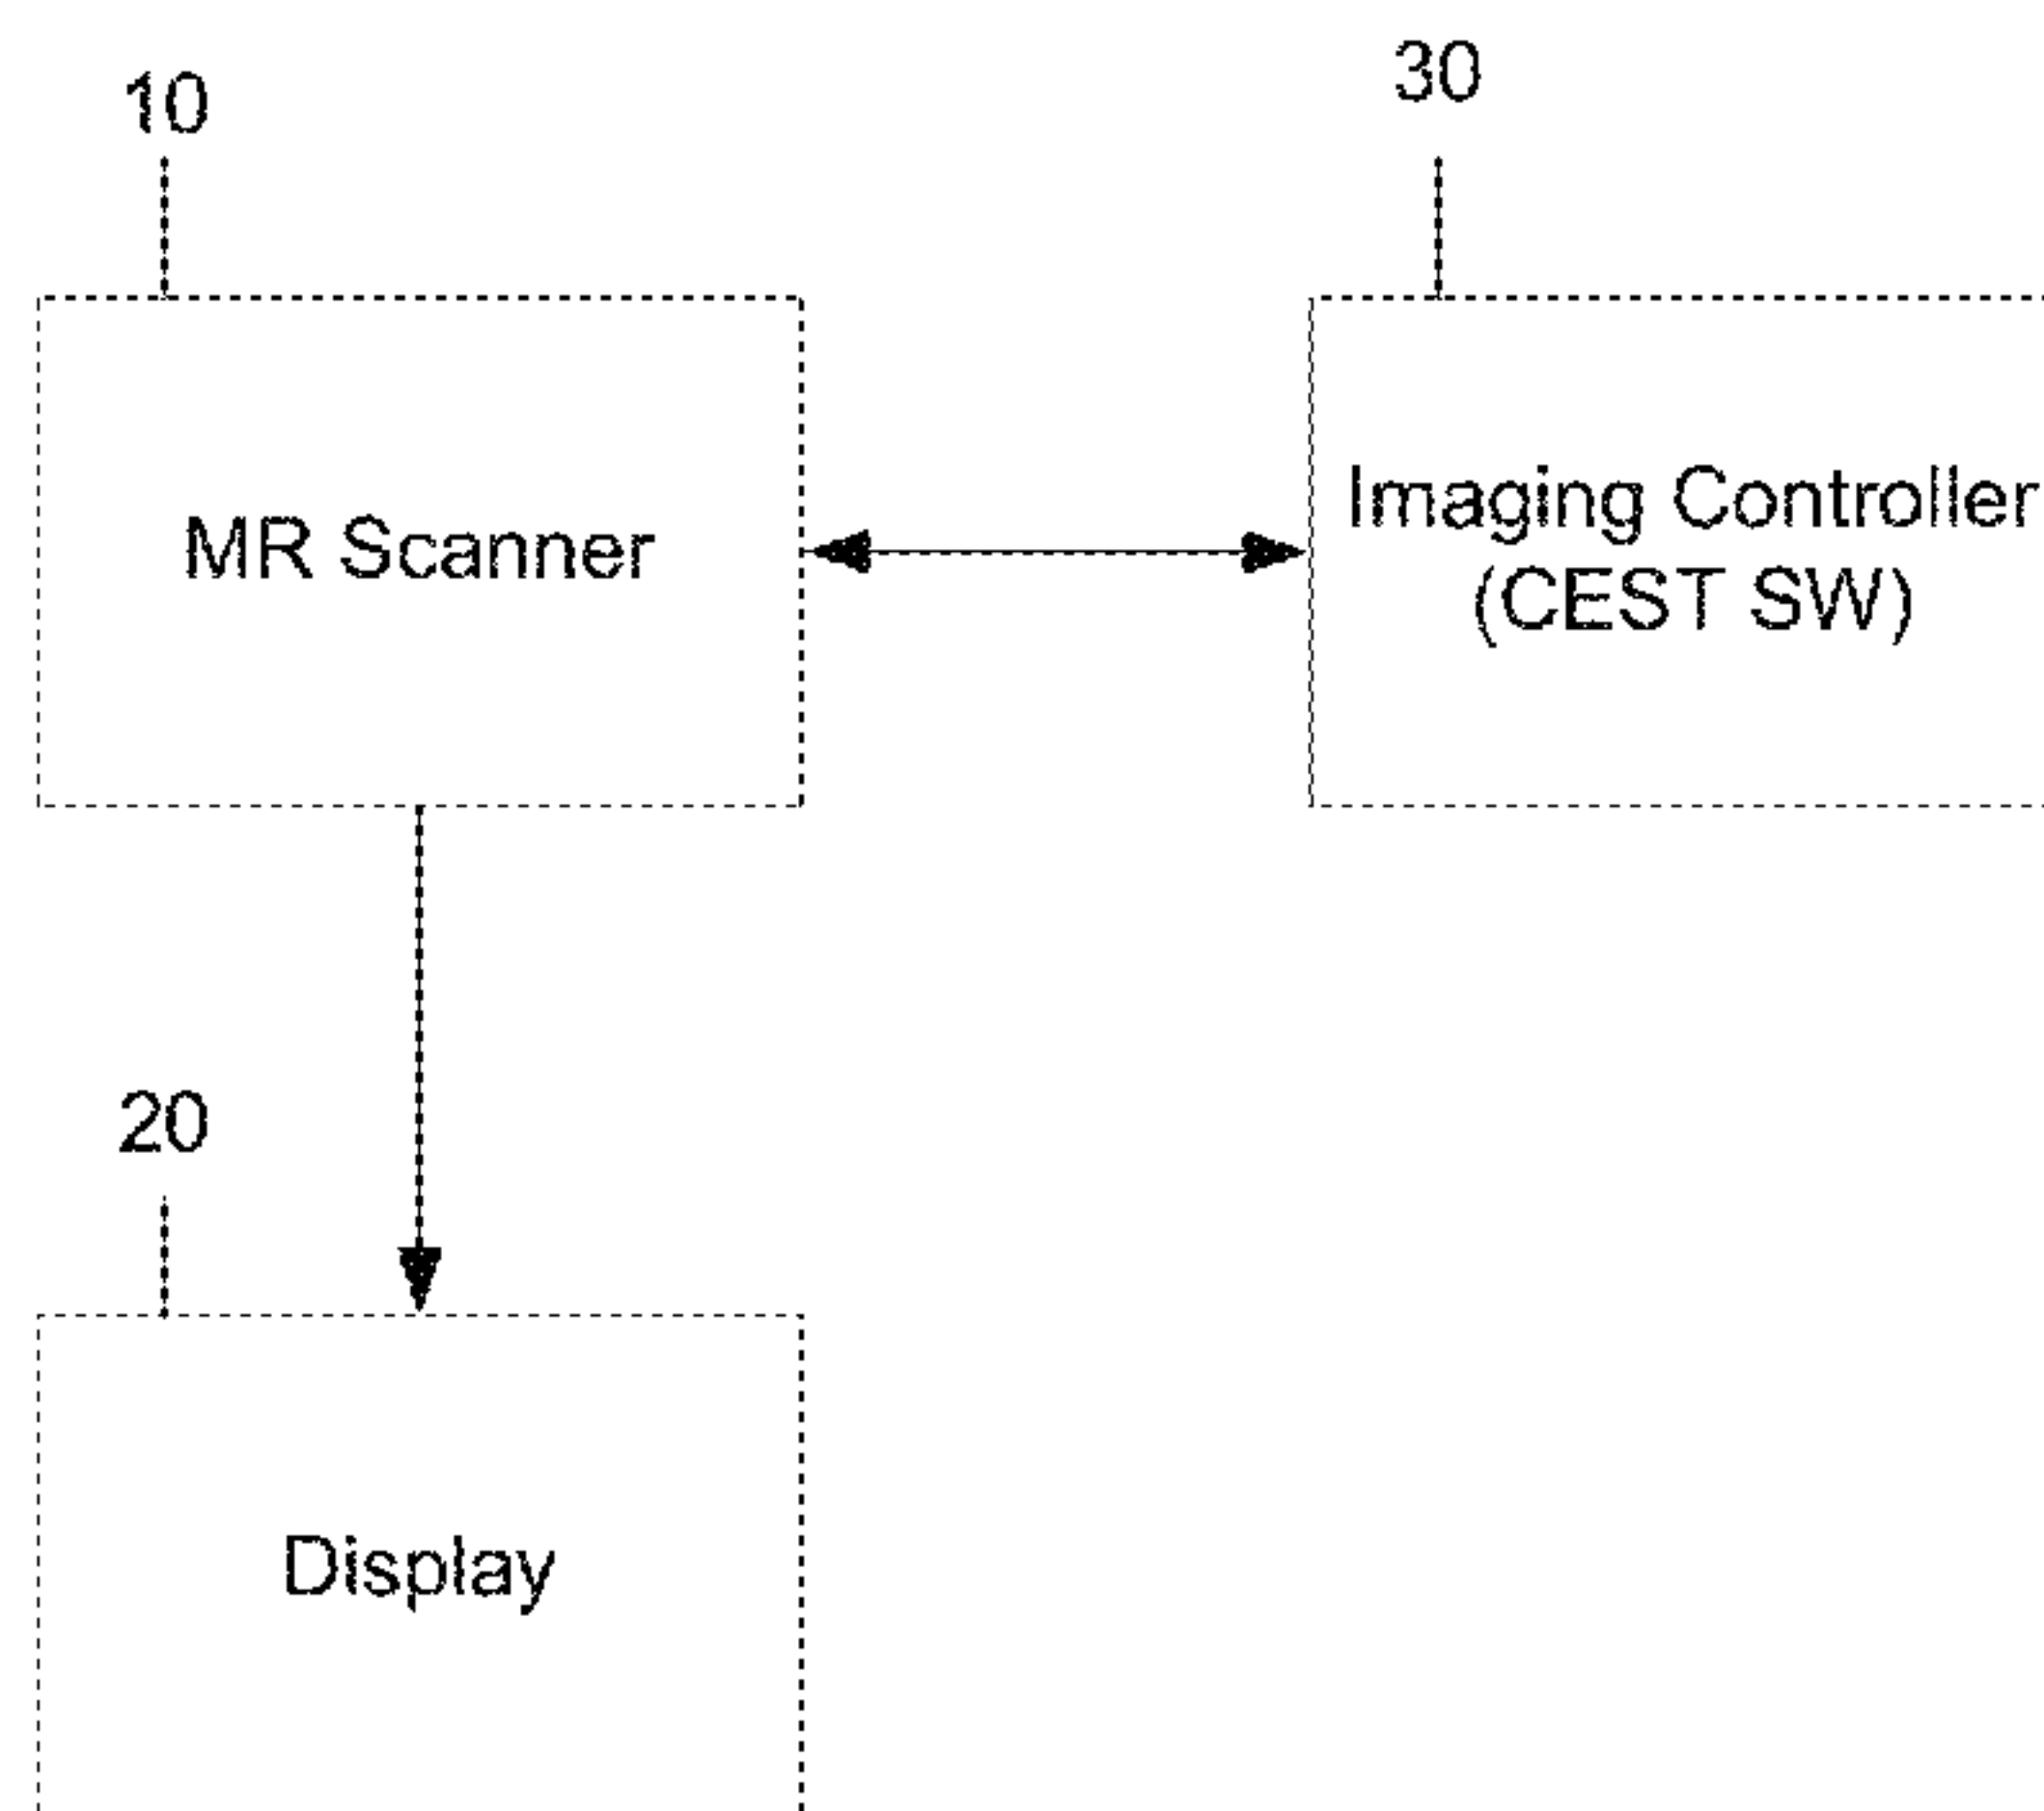 10
30
MR Scanner
Imaging Controller
(CEST SW)
20
Display